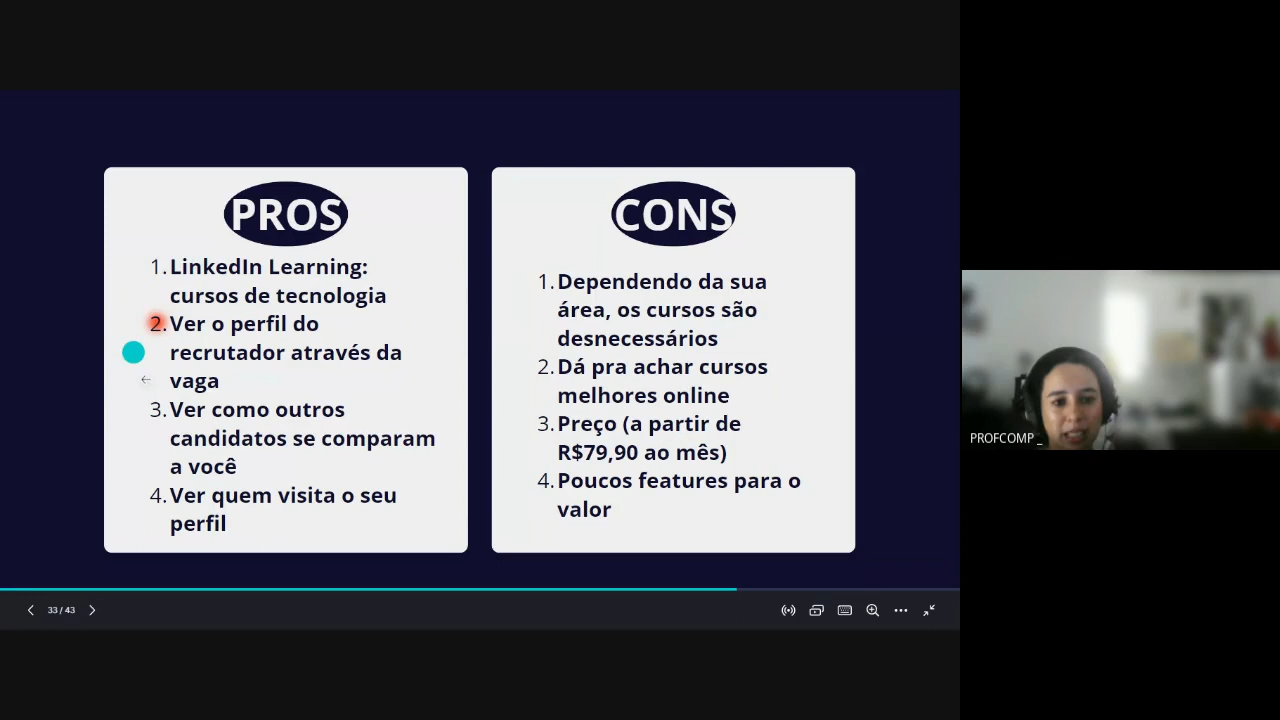 PROS
1. LinkedIn Learning:
cursos de tecnologia
2. Ver o perfil do
recrutador através da
vaga
3. Ver como outros
candidatos se comparam
a você
4. Ver quem visita o seu
perfil
CONS
1. Dependendo da sua
área, os cursos são
desnecessários
2. Dá pra achar cursos
melhores online
3. Preço (a partir de
R$79,90 ao mês)
4. Poucos features para o
valor
PROFCOMP _
33 / 43